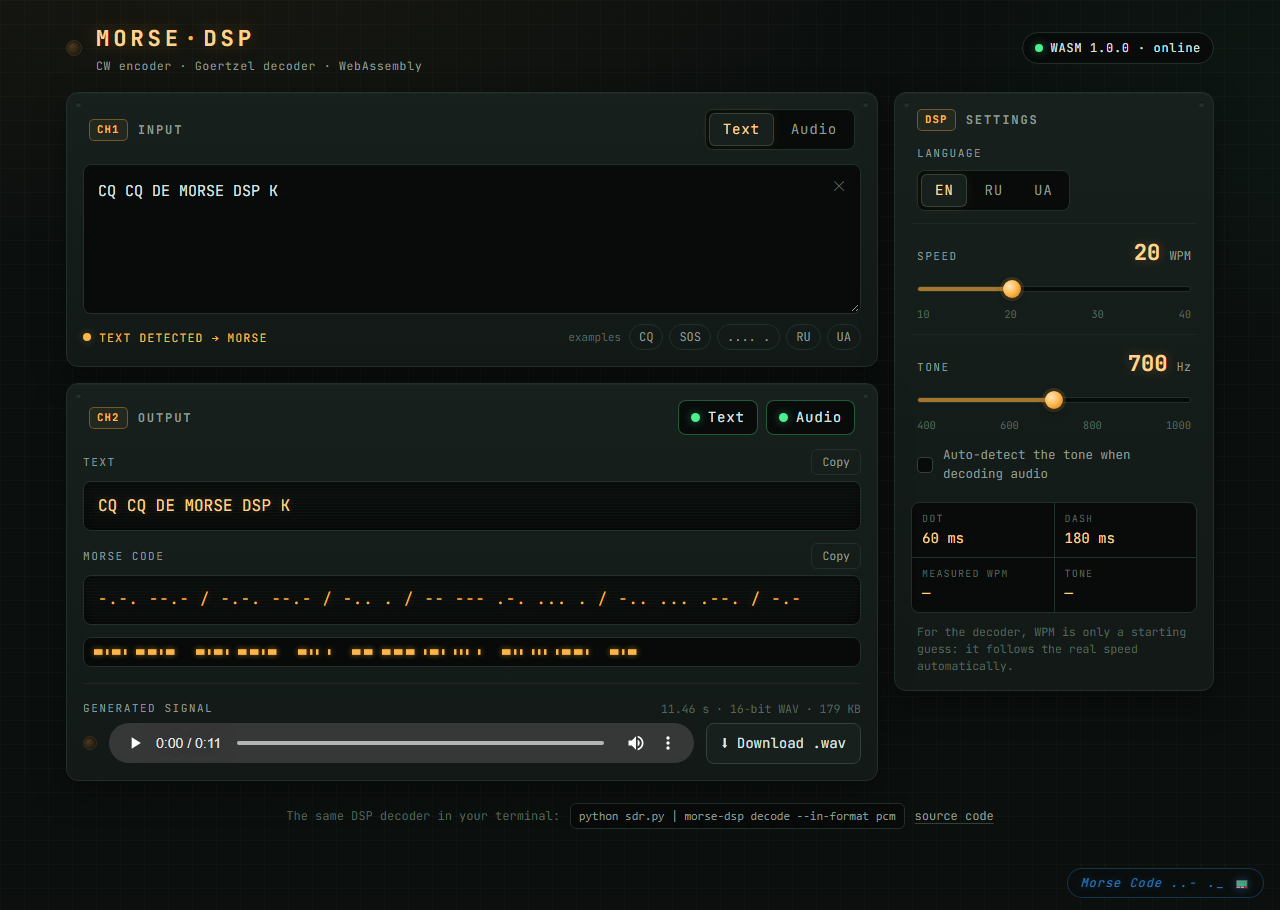 MORSE·DSP
CW encoder · Goertzel decoder · WebAssembly
WASM 1.0.0 · online
CH1 INPUT
Text Audio
CQ CQ DE MORSE DSP K
TEXT DETECTED → MORSE
examples CQ SOS .... . RU UA
CH2 OUTPUT
Text Audio
TEXT
Copy
CQ CQ DE MORSE DSP K
MORSE CODE
Copy
-.-. --.- / -.-. --.- / -.. . / -- --- .-. ... . / -.. ... .--. / -.-
GENERATED SIGNAL
11.46 s · 16-bit WAV · 179 KB
0:00 / 0:11
⬇ Download .wav
DSP SETTINGS
LANGUAGE
EN RU UA
SPEED
20 WPM
10 20 30 40
TONE
700 Hz
400 600 800 1000
Auto-detect the tone when
decoding audio
DOT
60 ms
DASH
180 ms
MEASURED WPM
—
TONE
—
For the decoder, WPM is only a starting
guess: it follows the real speed
automatically.
The same DSP decoder in your terminal: python sdr.py | morse-dsp decode --in-format pcm source code
Morse Code ..- ._